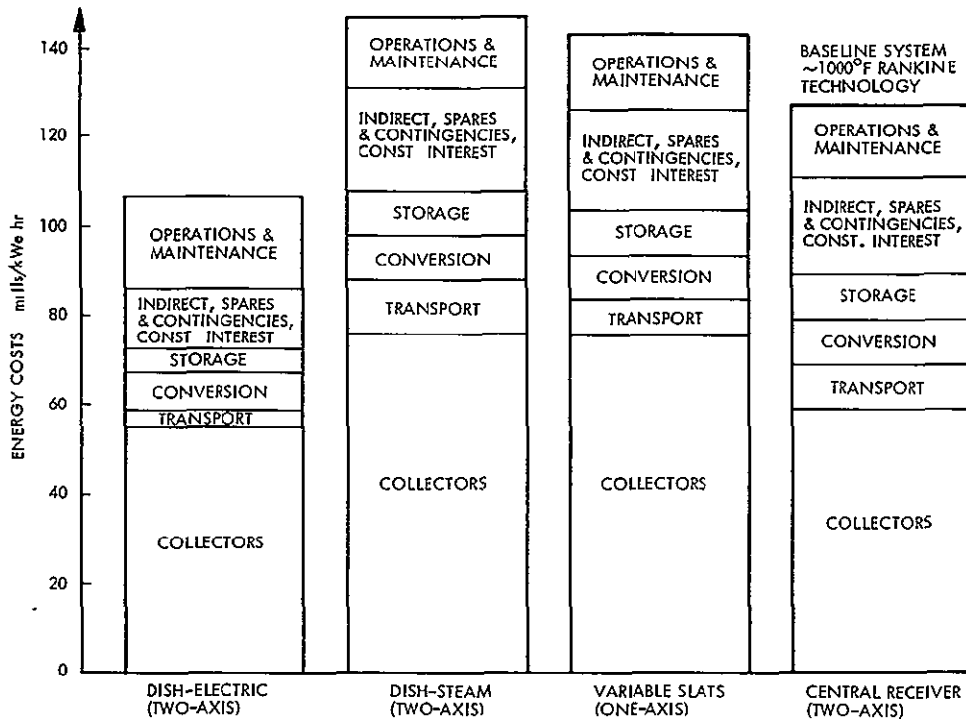 ENERGY COSTS mills/kWe hr
140
120
100
80
60
40
20
0
OPERATIONS &
MAINTENANCE
INDIRECT, SPARES
& CONTINGENCIES,
CONST INTEREST
STORAGE
CONVERSION
TRANSPORT
COLLECTORS
DISH-ELECTRIC
(TWO-AXIS)
OPERATIONS &
MAINTENANCE
INDIRECT, SPARES
& CONTINGENCIES,
CONST INTEREST
STORAGE
CONVERSION
TRANSPORT
COLLECTORS
DISH-STEAM
(TWO-AXIS)
OPERATIONS &
MAINTENANCE
INDIRECT, SPARES
& CONTINGENCIES,
CONST INTEREST
STORAGE
CONVERSION
TRANSPORT
COLLECTORS
VARIABLE SLATS
(ONE-AXIS)
BASELINE SYSTEM
~1000°F RANKINE
TECHNOLOGY
OPERATIONS &
MAINTENANCE
INDIRECT, SPARES
& CONTINGENCIES,
CONST. INTEREST
STORAGE
CONVERSION
TRANSPORT
COLLECTORS
CENTRAL RECEIVER
(TWO-AXIS)